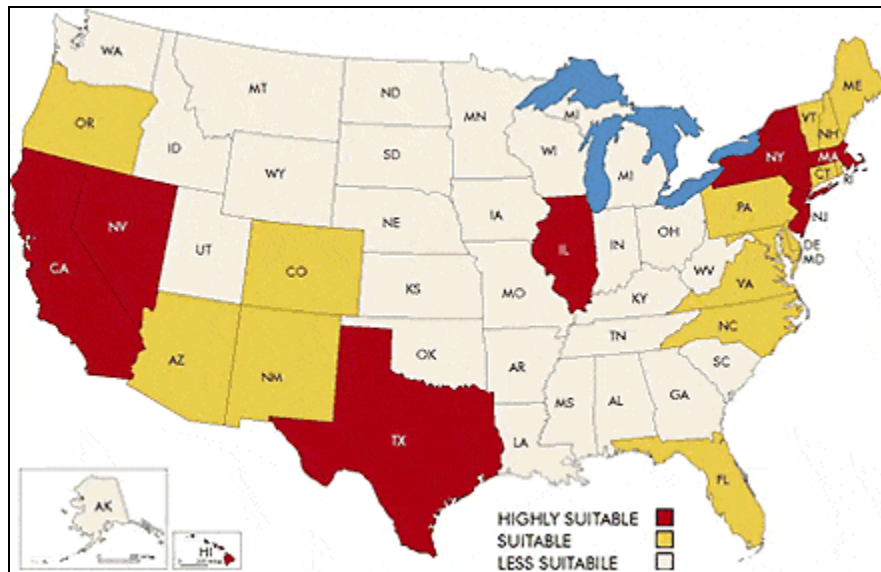 WA
MT
ND
MN
MI
ME
VT
NH
OR
ID
SD
WI
NY
MA
WY
MI
CT
RI
IA
PA
NV
NE
OH
NJ
UT
IL
IN
DE
CO
WV
MD
CA
KS
MO
VA
KY
NC
AZ
OK
TN
NM
AR
SC
MS
AL
GA
TX
LA
FL
AK
HI
HIGHLY SUITABLE
SUITABLE
LESS SUITABILE